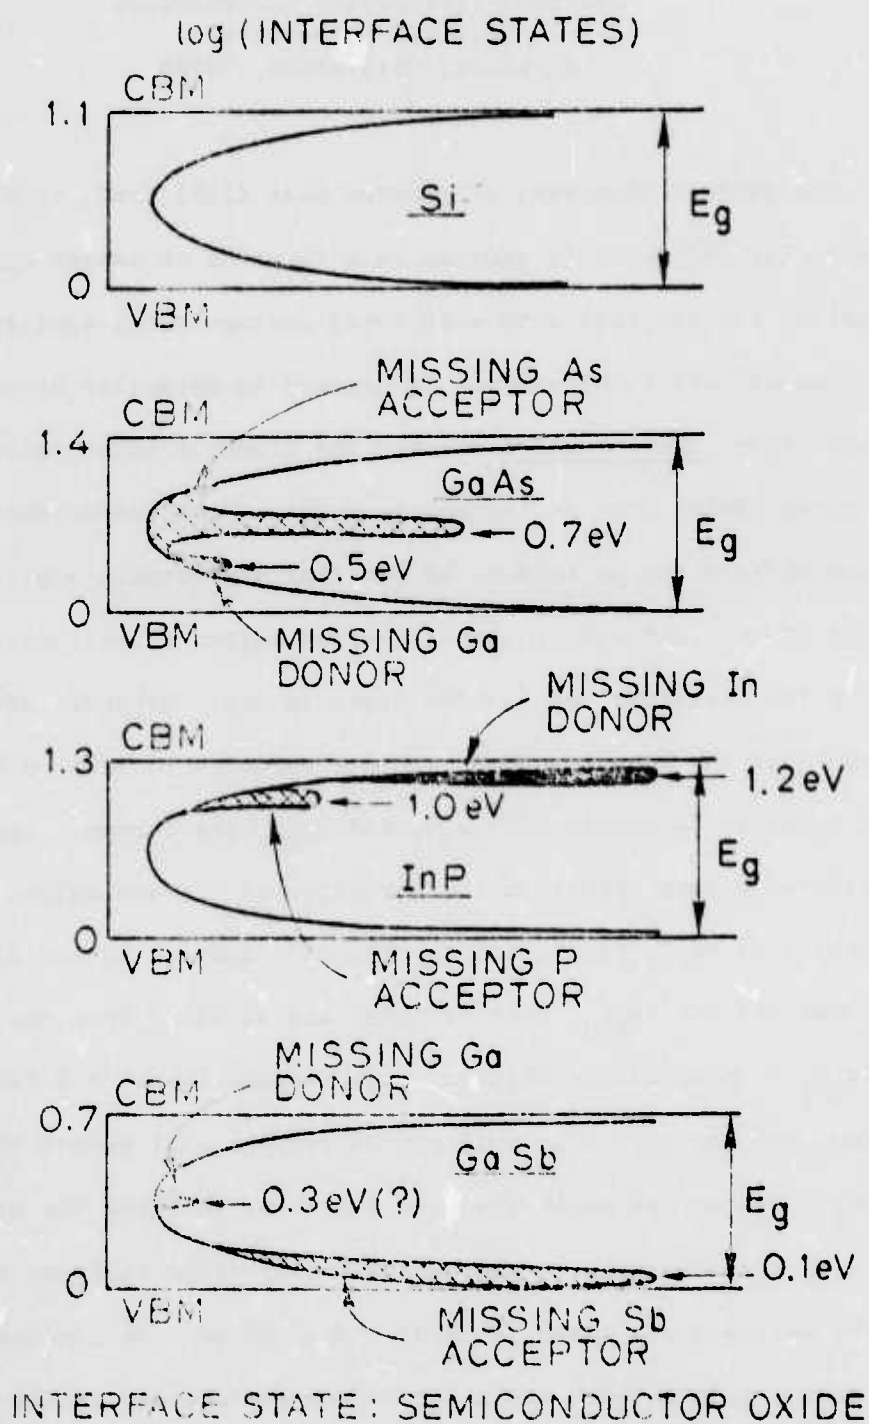 log (INTERFACE STATES)
CBM
1.1
Si
Eg
0
VBM
MISSING As
ACCEPTOR
CBM
1.4
GaAs
0.7eV
Eg
0.5eV
0
VBM
MISSING Ga
DONOR
MISSING In
DONOR
CBM
1.3
1.2eV
1.0eV
Eg
InP
0
VBM
MISSING P
ACCEPTOR
MISSING Ga
DONOR
CBM
0.7
GaSb
0.3eV(?)
Eg
0.1eV
0
VBM
MISSING Sb
ACCEPTOR
INTERFACE STATE: SEMICONDUCTOR OXIDE